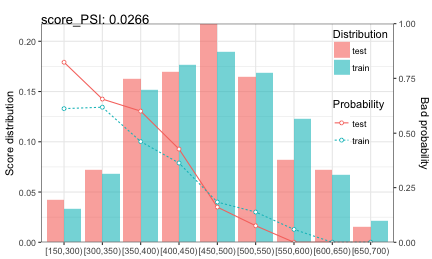 score_PSI: 0.0266
Distribution
test
train
Probability
test
train
Score distribution
0.20
0.15
0.10
0.05
0.00
Bad probability
1.00
0.75
0.50
0.25
0.00
[150,300) [300,350) [350,400) [400,450) [450,500) [500,550) [550,600) [600,650) [650,700)